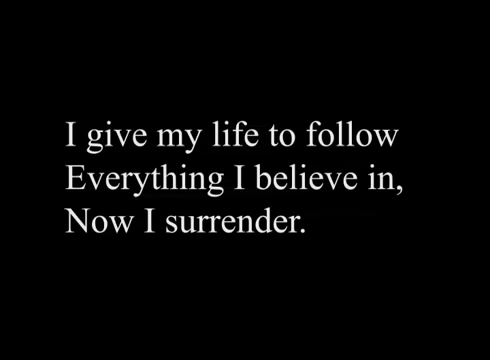 I give my life to follow
Everything I believe in,
Now I surrender.